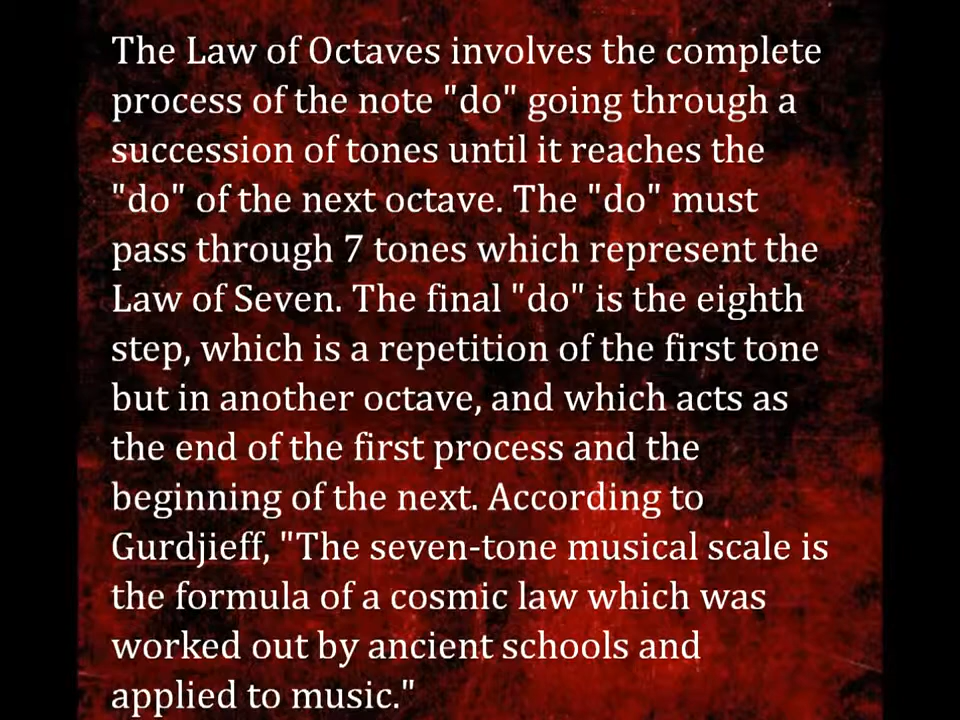 The Law of Octaves involves the complete
process of the note "do" going through a
succession of tones until it reaches the
"do" of the next octave. The "do" must
pass through 7 tones which represent the
Law of Seven. The final "do" is the eighth
step, which is a repetition of the first tone
but in another octave, and which acts as
the end of the first process and the
beginning of the next. According to
Gurdjieff, "The seven-tone musical scale is
the formula of a cosmic law which was
worked out by ancient schools and
applied to music."